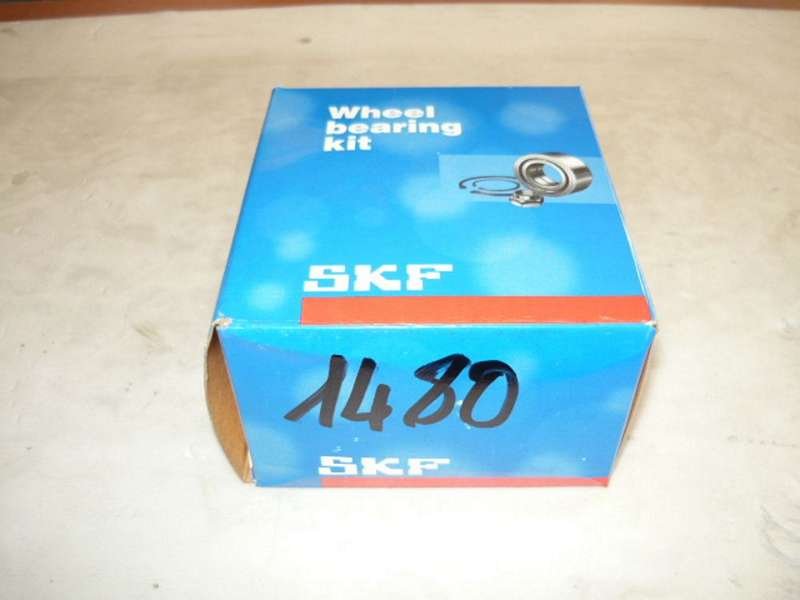 Wheel
bearing
kit
SKF
1480
SKF